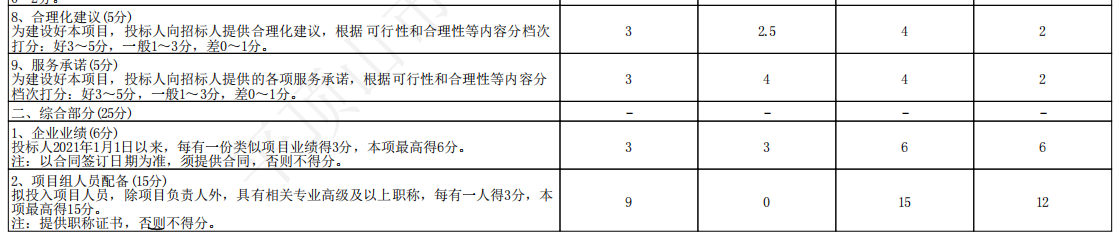 8、合理化建议(5分)
为建设好本项目，投标人向招标人提供合理化建议，根据 可行性和合理性等内容分档次
打分：好3～5分，一般1～3分，差0～1分。
3
2.5
4
2
9、服务承诺(5分)
为建设好本项目，投标人向招标人提供的各项服务承诺，根据可行性和合理性等内容分
档次打分：好3～5分，一般1～3分，差0～1分。
3
4
4
2
二、综合部分(25分)
-
-
-
-
1、企业业绩(6分)
投标人2021年1月1日以来，每有一份类似项目业绩得3分，本项最高得6分。
注：以合同签订日期为准，须提供合同，否则不得分。
3
3
6
6
2、项目组人员配备(15分)
拟投入项目人员，除项目负责人外，具有相关专业高级及以上职称，每有一人得3分，本
项最高得15分。
注：提供职称证书，否则不得分。
9
0
15
12
平顶山市